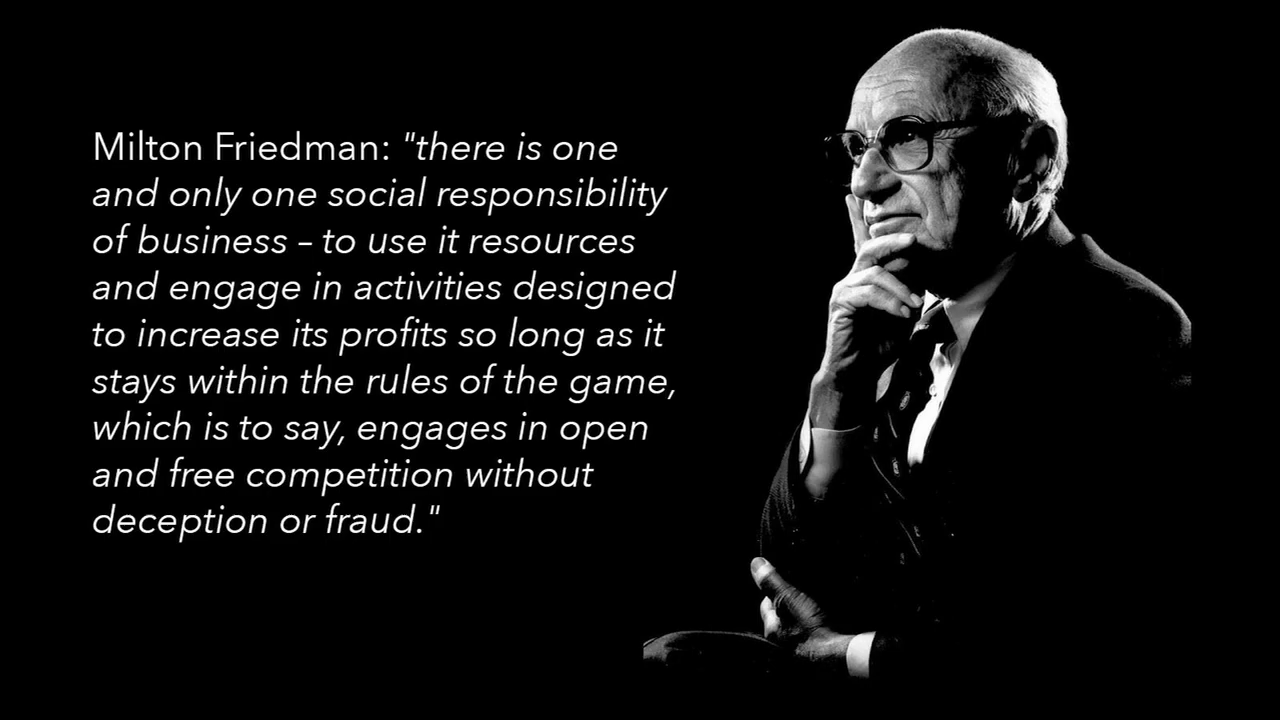 Milton Friedman: "there is one
and only one social responsibility
of business – to use it resources
and engage in activities designed
to increase its profits so long as it
stays within the rules of the game,
which is to say, engages in open
and free competition without
deception or fraud."